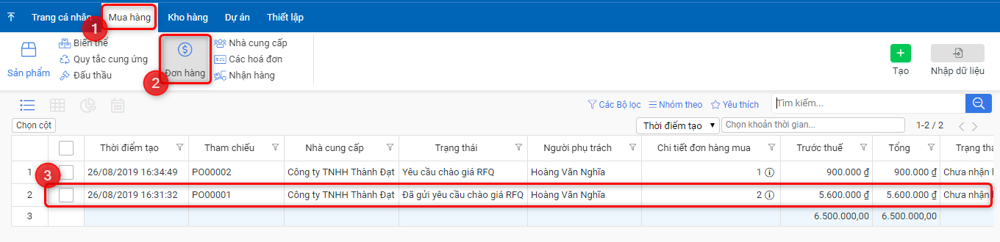 Trang cá nhân Mua hàng Kho hàng Dự án Thiết lập
1
Biến thể Nhà cung cấp
Quy tắc cung ứng Các hoá đơn
Sản phẩm Đấu thầu Đơn hàng Nhận hàng Tạo Nhập dữ liệu
2
Các Bộ lọc Nhóm theo Yêu thích Tìm kiếm...
Chọn cột Thời điểm tạo Chọn khoản thời gian... 1-2 / 2
Thời điểm tạo Tham chiếu Nhà cung cấp Trạng thái Người phụ trách Chi tiết đơn hàng mua Trước thuế Tổng Trạng thá
1 26/08/2019 16:34:49 PO00002 Công ty TNHH Thành Đạt Yêu cầu chào giá RFQ Hoàng Văn Nghĩa 1 900.000 ₫ 900.000 ₫ Chưa nhận h
3
2 26/08/2019 16:31:32 PO00001 Công ty TNHH Thành Đạt Đã gửi yêu cầu chào giá RFQ Hoàng Văn Nghĩa 2 5.600.000 ₫ 5.600.000 ₫ Chưa nhận h
3 6.500.000,00 6.500.000,00